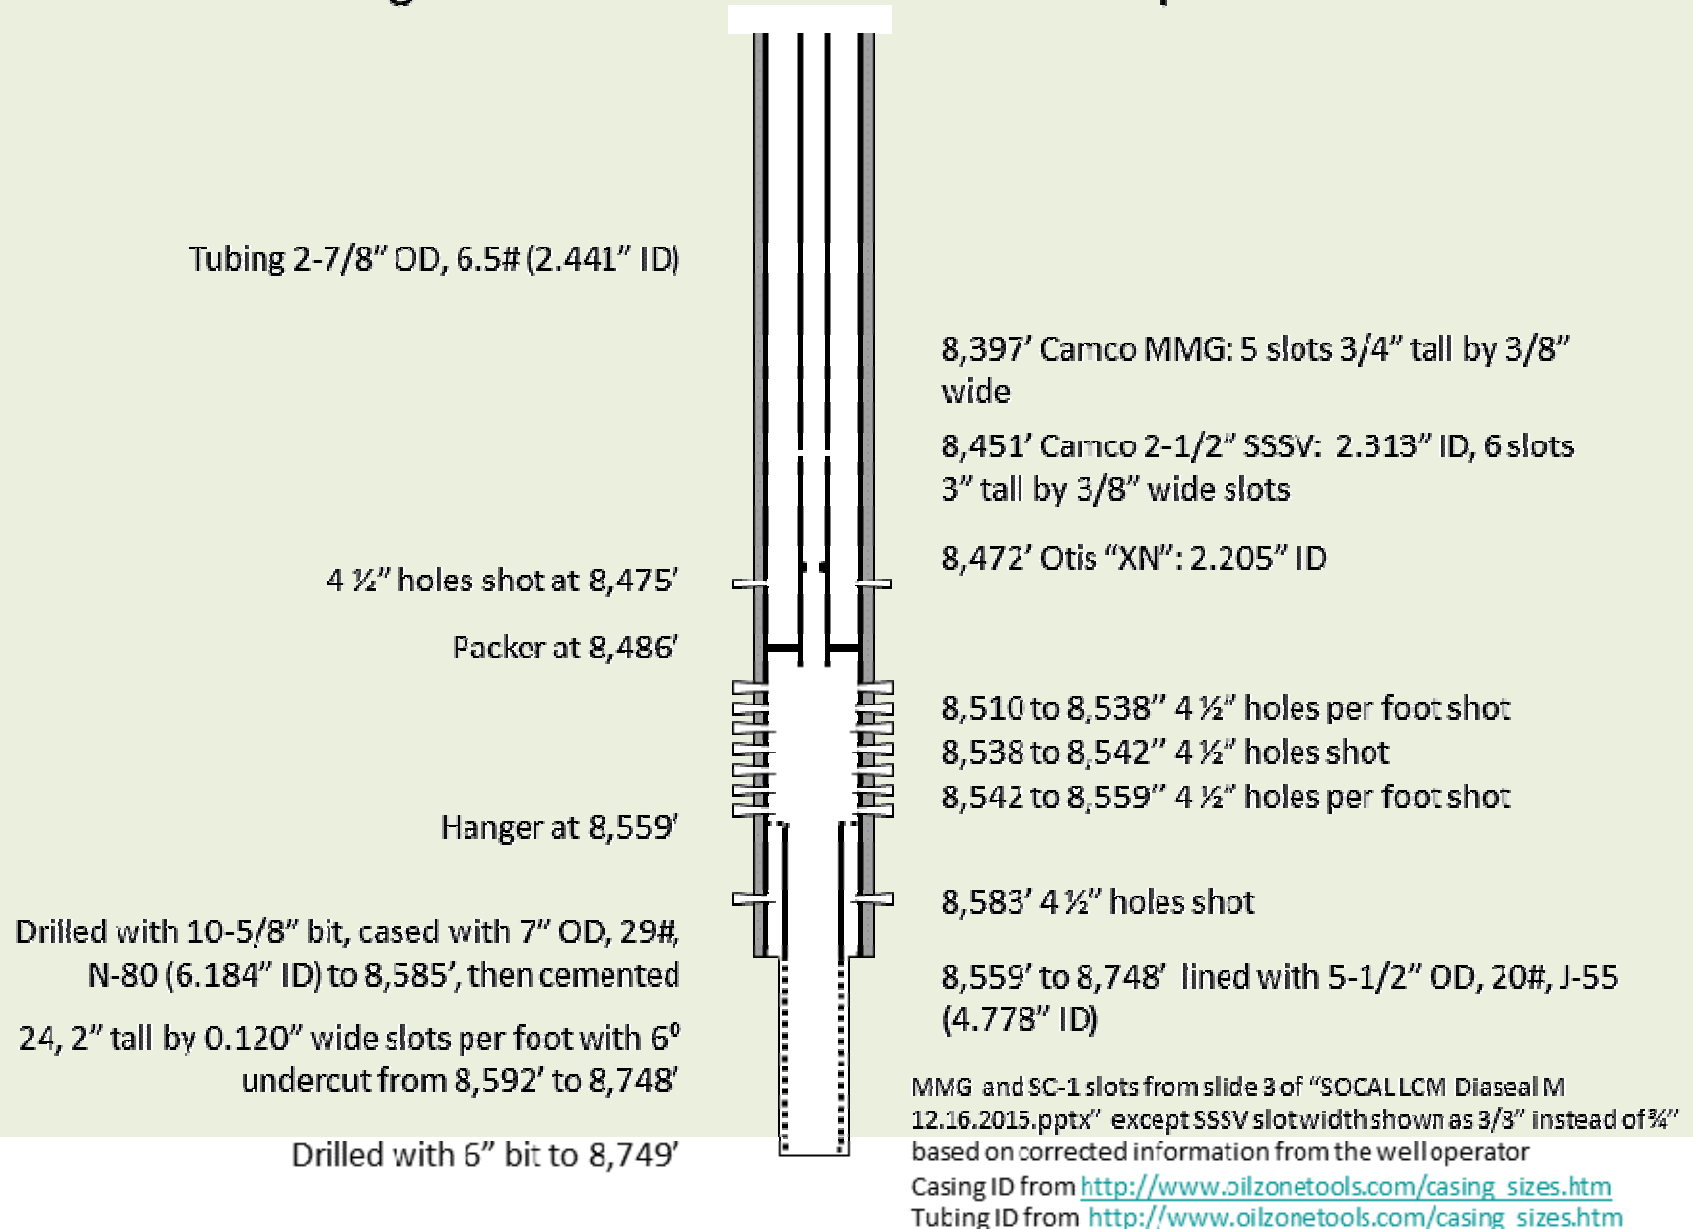 Tubing 2-7/8” OD, 6.5# (2.441” ID)
8,397’ Camco MMG: 5 slots 3/4” tall by 3/8”
wide
8,451’ Camco 2-1/2” SSSV:  2.313” ID, 6 slots
3” tall by 3/8” wide slots
8,472’ Otis “XN”: 2.205” ID
4 ½” holes shot at 8,475’
Packer at 8,486’
8,510 to 8,538” 4 ½” holes per foot shot
8,538 to 8,542” 4 ½” holes shot
8,542 to 8,559” 4 ½” holes per foot shot
Hanger at 8,559’
8,583’ 4 ½” holes shot
Drilled with 10-5/8” bit, cased with 7” OD, 29#,
N-80 (6.184” ID) to 8,585’, then cemented
8,559’ to 8,748’  lined with 5-1/2” OD, 20#, J-55
(4.778” ID)
24, 2” tall by 0.120” wide slots per foot with 6⁰
undercut from 8,592’ to 8,748’
Drilled with 6” bit to 8,749’
MMG and SC-1 slots from slide 3 of “SOCAL LCM Diaseal M
12.16.2015.pptx” except SSSV slot width shown as 3/8” instead of ¾”
based on corrected information from the well operator
Casing ID from http://www.oilzonetools.com/casing_sizes.htm
Tubing ID from http://www.oilzonetools.com/casing_sizes.htm